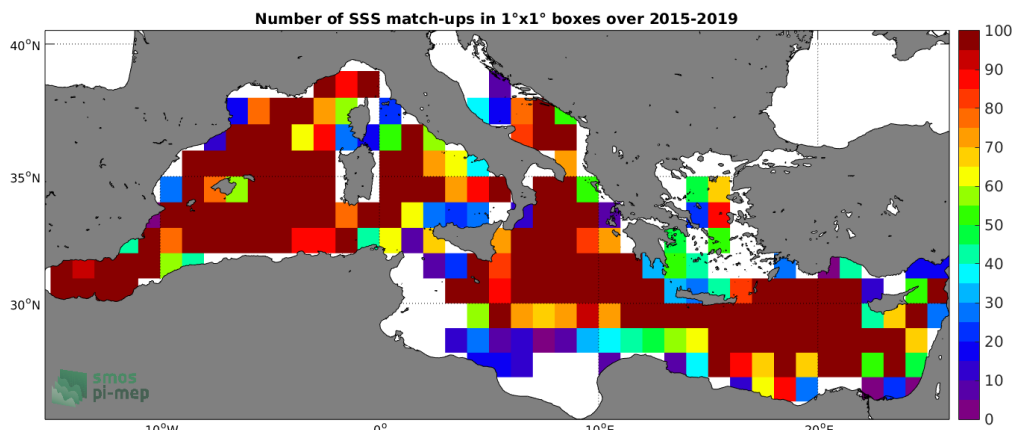 Number of SSS match-ups in 1°x1° boxes over 2015-2019
40°N
35°N
30°N
10°W
0°
10°E
20°E
100
90
80
70
60
50
40
30
20
10
0
smos
pi-mep